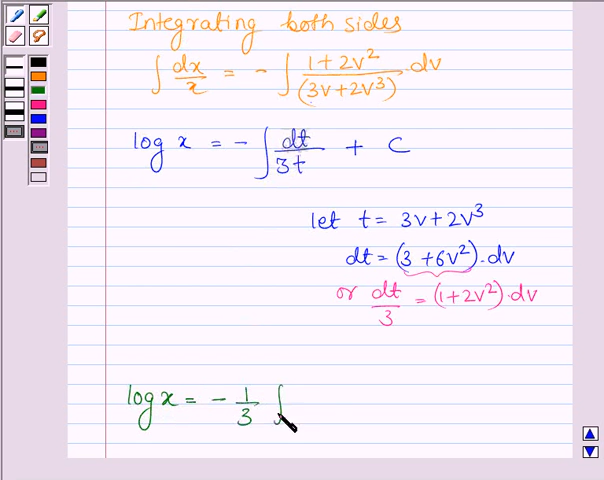 Integrating both sides
∫ dx/x = - ∫ (1+2v²)/(3v+2v³) · dv
log x = - ∫ dt/3t + C
let t = 3v+2v³
dt = (3 + 6v²) · dv
or dt/3 = (1+2v²) · dv
log x = - 1/3 ∫